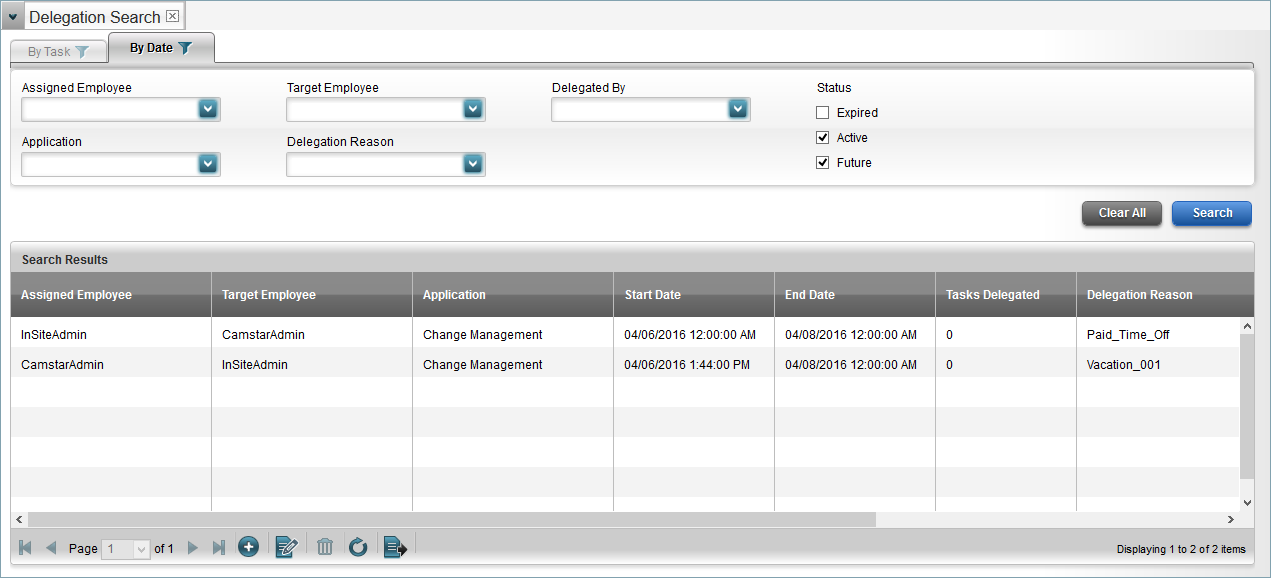 Delegation Search
By Task
By Date
Assigned Employee
Target Employee
Delegated By
Status
Expired
Active
Future
Application
Delegation Reason
Clear All
Search
Search Results
Assigned Employee Target Employee Application Start Date End Date Tasks Delegated Delegation Reason
InSiteAdmin CamstarAdmin Change Management 04/06/2016 12:00:00 AM 04/08/2016 12:00:00 AM 0 Paid_Time_Off
CamstarAdmin InSiteAdmin Change Management 04/06/2016 1:44:00 PM 04/08/2016 12:00:00 AM 0 Vacation_001
Page 1 of 1
Displaying 1 to 2 of 2 items